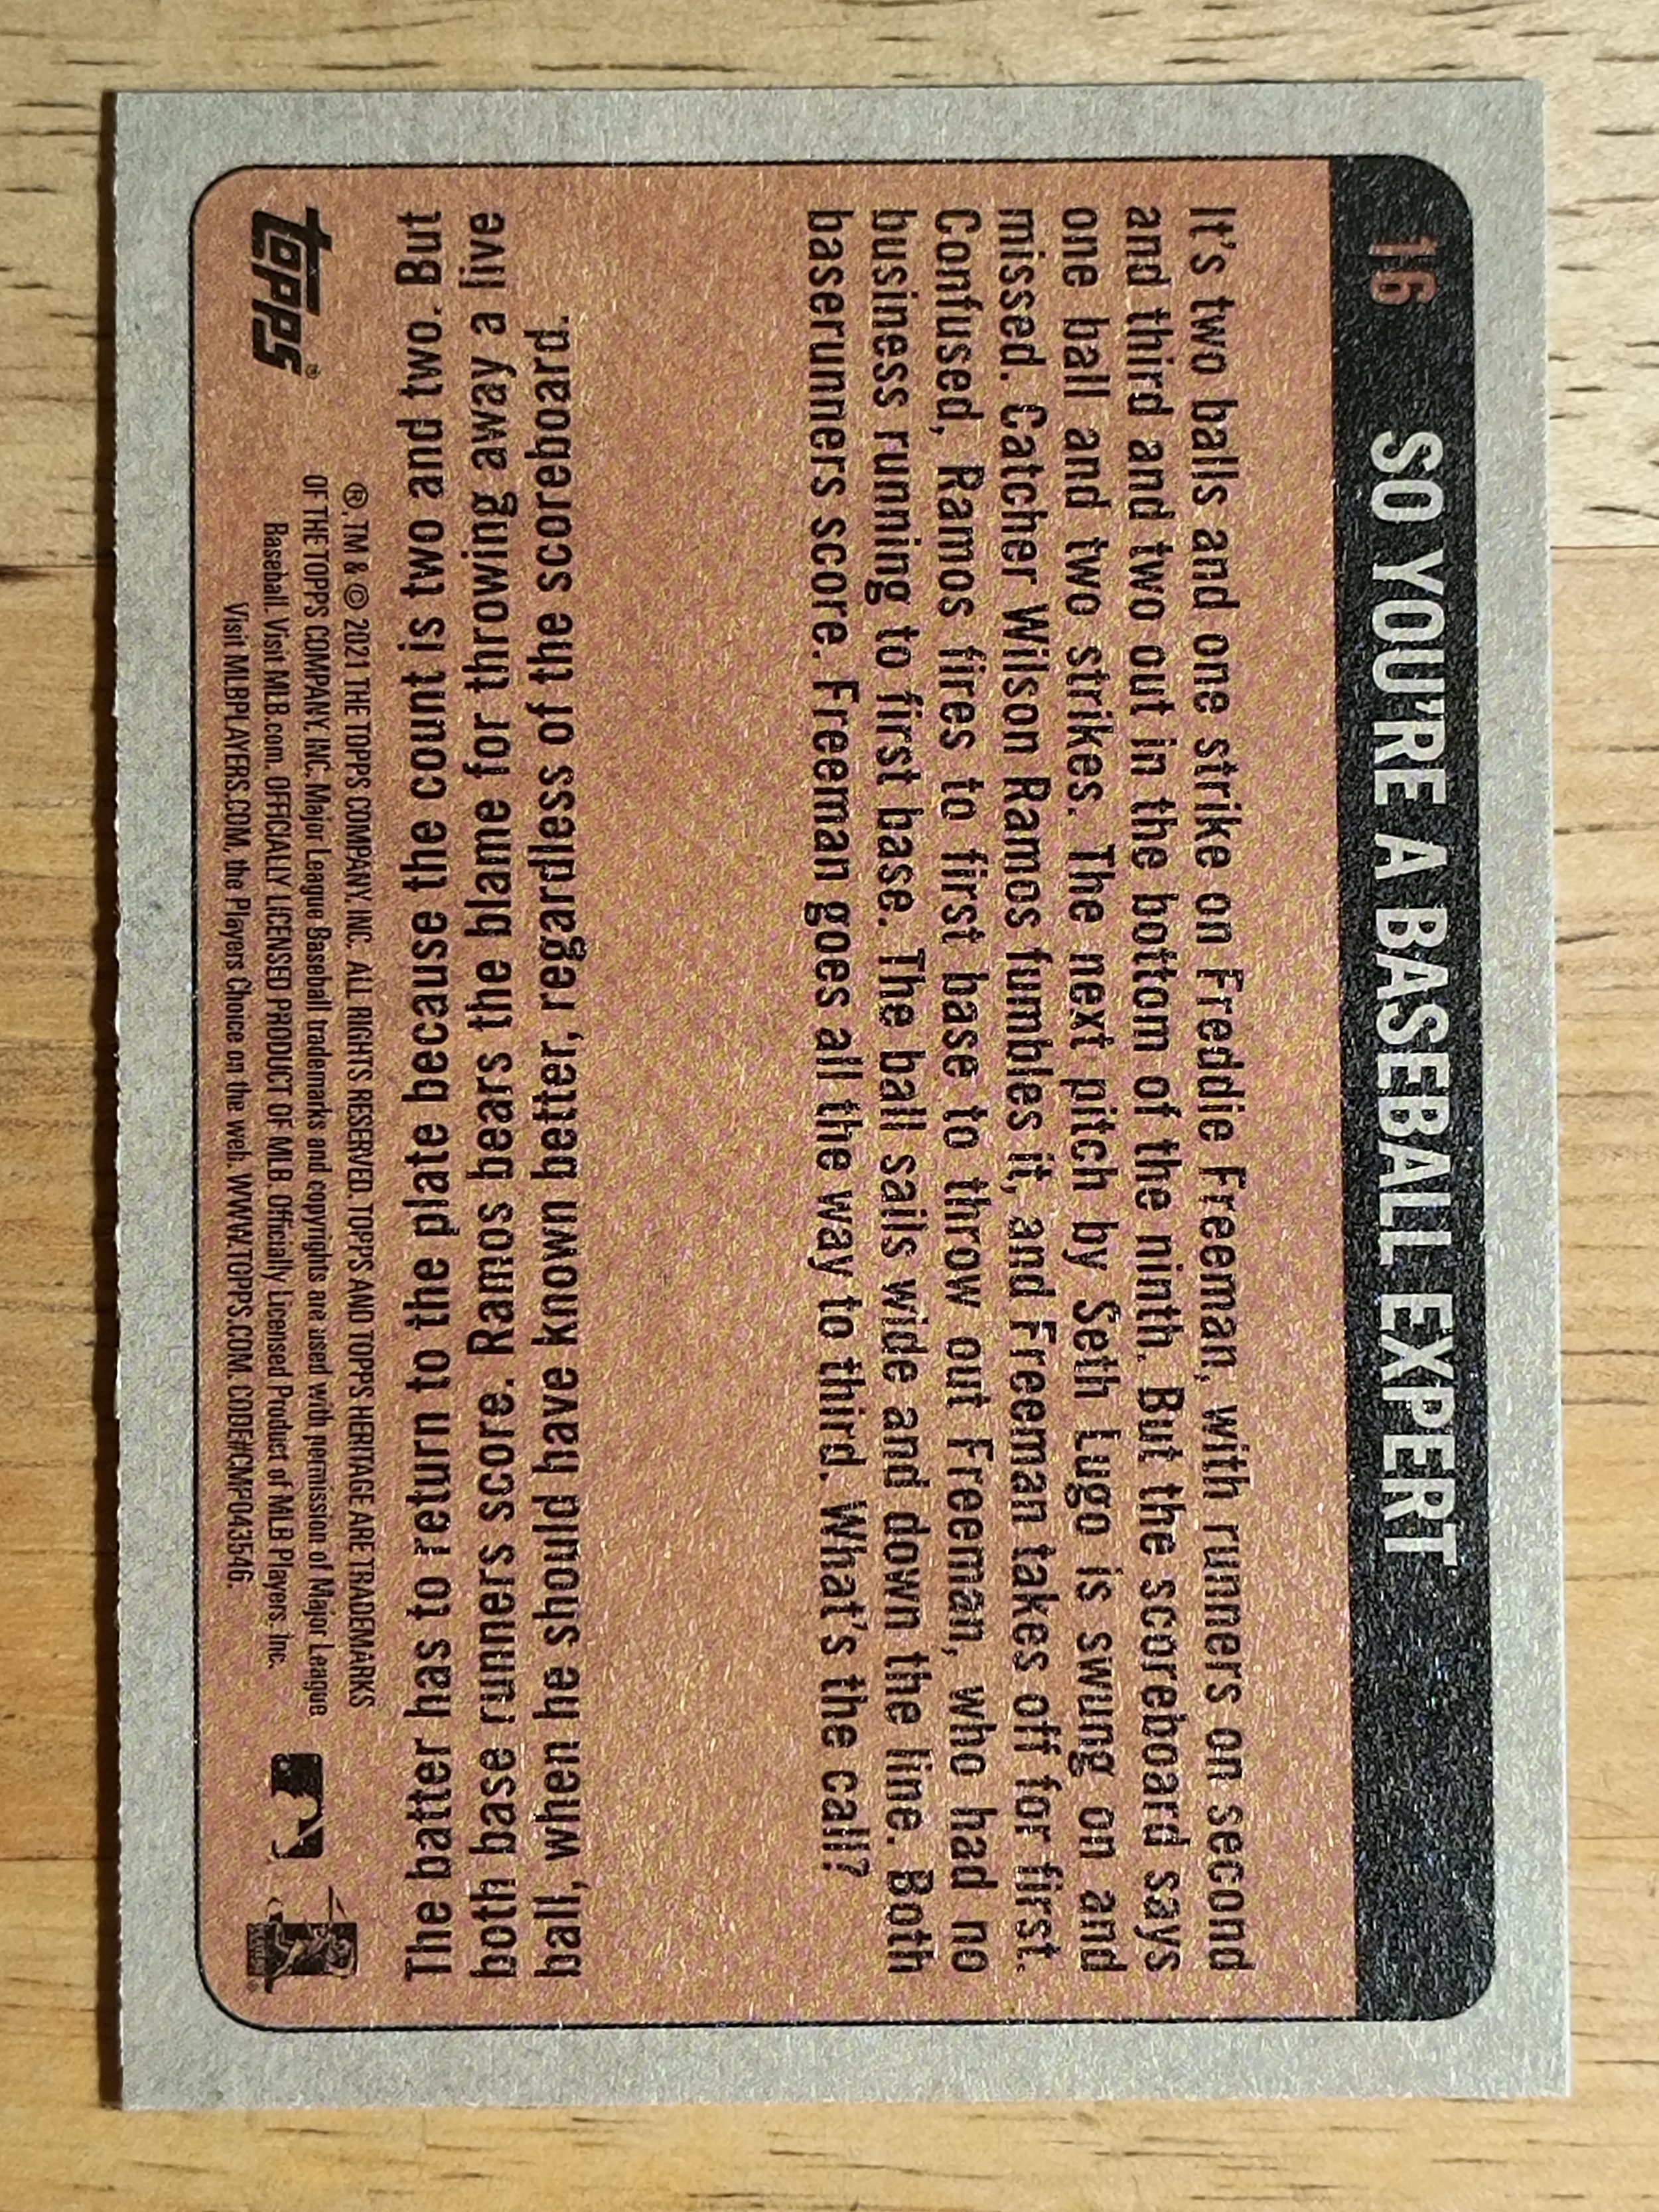 16 SO YOU'RE A BASEBALL EXPERT
It's two balls and one strike on Freddie Freeman, with runners on second
and third and two out in the bottom of the ninth. But the scoreboard says
one ball and two strikes. The next pitch by Seth Lugo is swung on and
missed. Catcher Wilson Ramos fumbles it, and Freeman takes off for first.
Confused, Ramos fires to first base to throw out Freeman, who had no
business running to first base. The ball sails wide and down the line. Both
baserunners score. Freeman goes all the way to third. What's the call?
The batter has to return to the plate because the count is two and two. But
both base runners score. Ramos bears the blame for throwing away a live
ball, when he should have known better, regardless of the scoreboard.
topps®
®, TM & © 2021 THE TOPPS COMPANY, INC. ALL RIGHTS RESERVED. TOPPS AND TOPPS HERITAGE ARE TRADEMARKS
OF THE TOPPS COMPANY, INC. Major League Baseball trademarks and copyrights are used with permission of Major League
Baseball. Visit MLB.com. OFFICIALLY LICENSED PRODUCT OF MLB Officially Licensed Product of MLB Players, Inc.
Visit MLBPLAYERS.COM, the Players Choice on the web. WWW.TOPPS.COM. CODE#CMP043546.